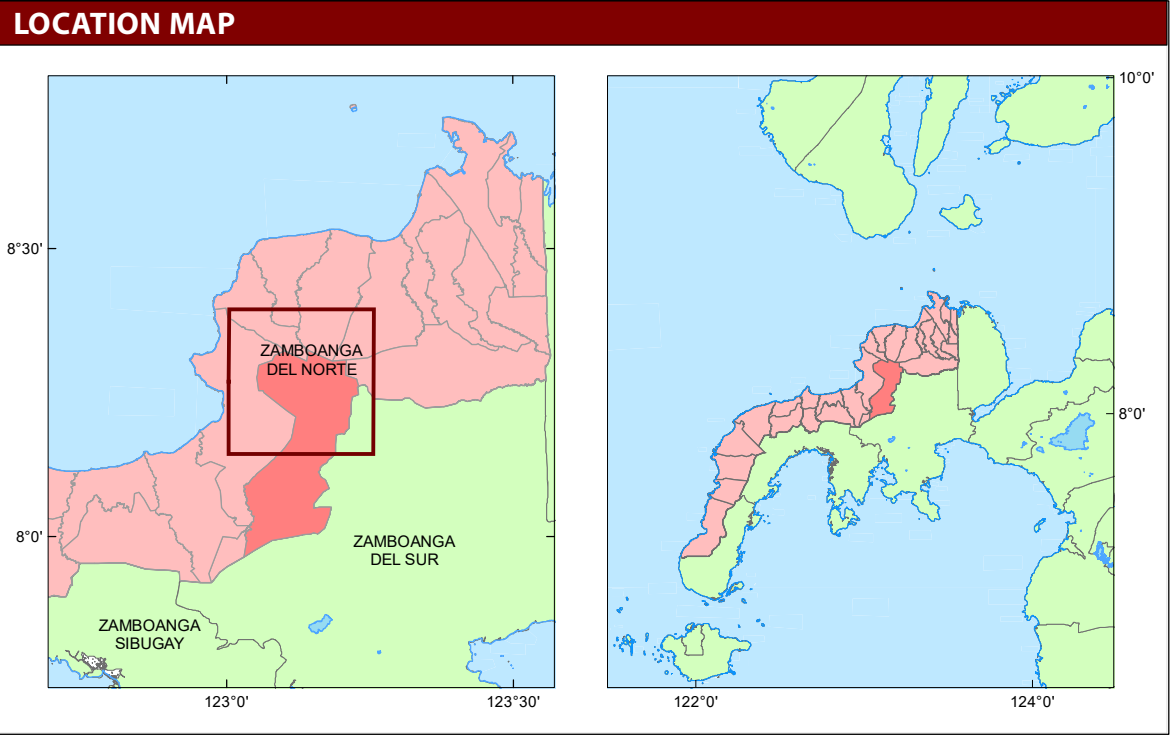 LOCATION MAP
8°30'
8°0'
ZAMBOANGA
DEL NORTE
ZAMBOANGA
DEL SUR
ZAMBOANGA
SIBUGAY
123°0'
123°30'
10°0'
8°0'
122°0'
124°0'